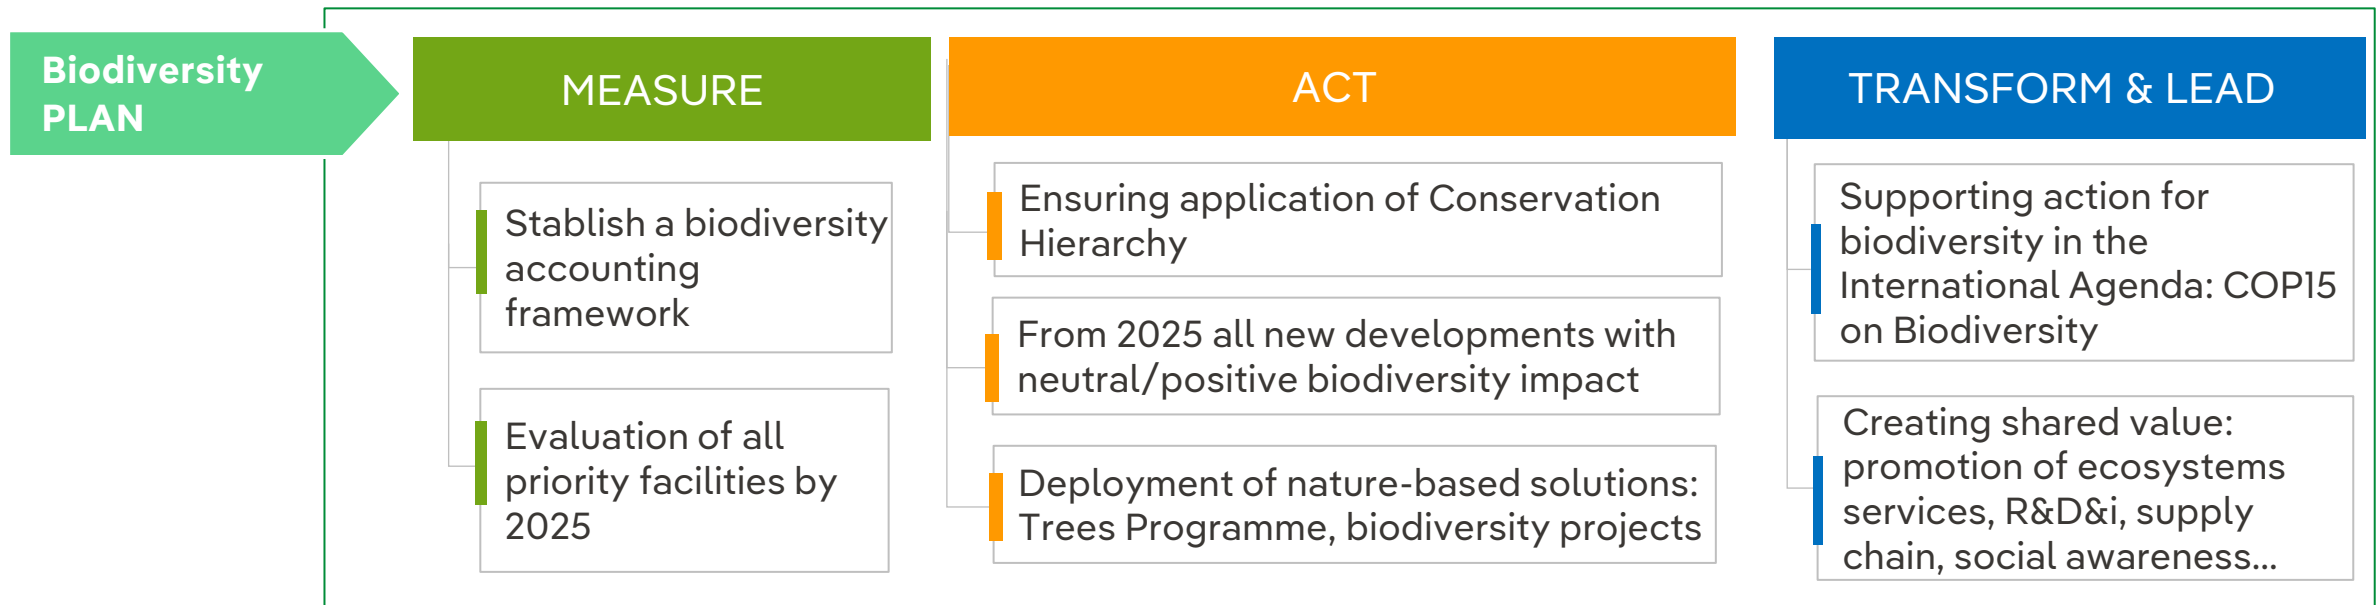 Biodiversity
PLAN
MEASURE
Stablish a biodiversity
accounting
framework
Evaluation of all
priority facilities by
2025
ACT
Ensuring application of Conservation
Hierarchy
From 2025 all new developments with
neutral/positive biodiversity impact
Deployment of nature-based solutions:
Trees Programme, biodiversity projects
TRANSFORM & LEAD
Supporting action for
biodiversity in the
International Agenda: COP15
on Biodiversity
Creating shared value:
promotion of ecosystems
services, R&D&i, supply
chain, social awareness...